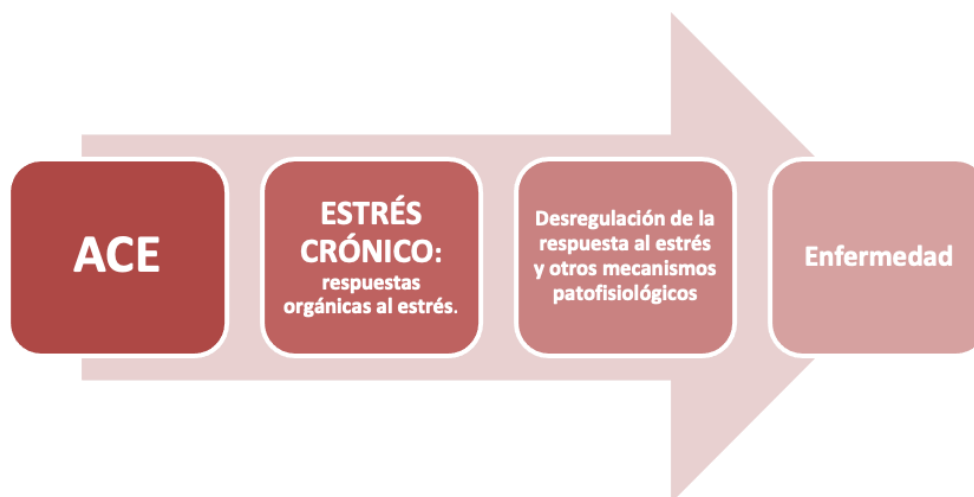 ACE
ESTRÉS
CRÓNICO:
respuestas
orgánicas al estrés.
Desregulación de la
respuesta al estrés
y otros mecanismos
patofisiológicos
Enfermedad